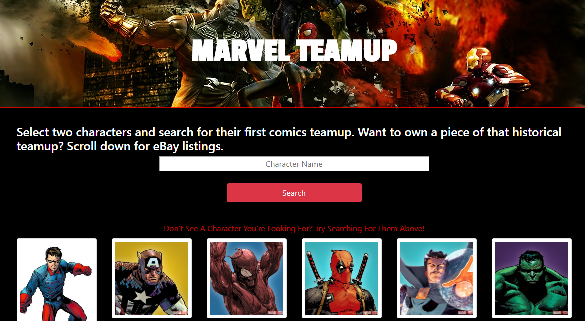 MARVEL TEAMUP
Select two characters and search for their first comics teamup. Want to own a piece of that historical
teamup? Scroll down for eBay listings.
Character Name
Search
Don't See A Character You're Looking For? Try Searching For Them Above!